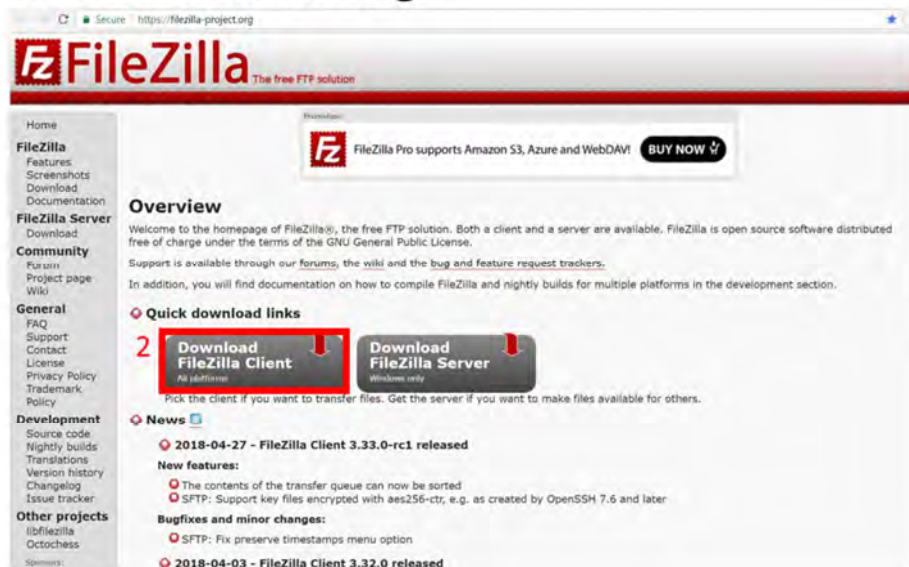 Secure https://filezilla-project.org
FileZilla The free FTP solution
Home
FileZilla
Features
Screenshots
Download
Documentation
FileZilla Server
Download
Community
Forum
Project page
Wiki
General
FAQ
Support
Contact
License
Privacy Policy
Trademark
Policy
Development
Source code
Nightly builds
Translations
Version history
Changelog
Issue tracker
Other projects
libfilezilla
Octochess
Sponsors:
FileZilla Pro supports Amazon S3, Azure and WebDAV! BUY NOW
Overview
Welcome to the homepage of FileZilla®, the free FTP solution. Both a client and a server are available. FileZilla is open source software distributed
free of charge under the terms of the GNU General Public License.
Support is available through our forums, the wiki and the bug and feature request trackers.
In addition, you will find documentation on how to compile FileZilla and nightly builds for multiple platforms in the development section.
Quick download links
2
Download
FileZilla Client
All platforms
Download
FileZilla Server
Windows only
Pick the client if you want to transfer files. Get the server if you want to make files available for others.
News
2018-04-27 - FileZilla Client 3.33.0-rc1 released
New features:
The contents of the transfer queue can now be sorted
SFTP: Support key files encrypted with aes256-ctr, e.g. as created by OpenSSH 7.6 and later
Bugfixes and minor changes:
SFTP: Fix preserve timestamps menu option
2018-04-03 - FileZilla Client 3.32.0 released